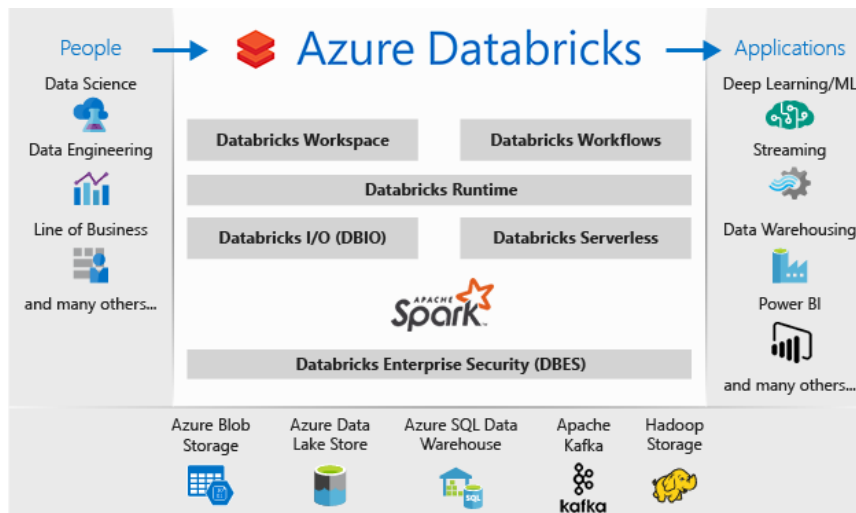 People
Azure Databricks
Applications
Data Science
Data Engineering
Line of Business
and many others...
Databricks Workspace
Databricks Workflows
Databricks Runtime
Databricks I/O (DBIO)
Databricks Serverless
APACHE
Spark™
Databricks Enterprise Security (DBES)
Deep Learning/ML
Streaming
Data Warehousing
Power BI
and many others...
Azure Blob
Storage
Azure Data
Lake Store
Azure SQL Data
Warehouse
SQL
Apache
Kafka
kafka
Hadoop
Storage